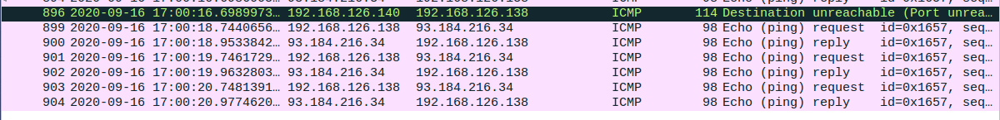 896 2020-09-16 17:00:16.6989973… 192.168.126.140 192.168.126.138 ICMP 114 Destination unreachable (Port unrea…
899 2020-09-16 17:00:18.7440656… 192.168.126.138 93.184.216.34 ICMP 98 Echo (ping) request id=0x1657, seq…
900 2020-09-16 17:00:18.9533842… 93.184.216.34 192.168.126.138 ICMP 98 Echo (ping) reply id=0x1657, seq…
901 2020-09-16 17:00:19.7461729… 192.168.126.138 93.184.216.34 ICMP 98 Echo (ping) request id=0x1657, seq…
902 2020-09-16 17:00:19.9632803… 93.184.216.34 192.168.126.138 ICMP 98 Echo (ping) reply id=0x1657, seq…
903 2020-09-16 17:00:20.7481391… 192.168.126.138 93.184.216.34 ICMP 98 Echo (ping) request id=0x1657, seq…
904 2020-09-16 17:00:20.9774620… 93.184.216.34 192.168.126.138 ICMP 98 Echo (ping) reply id=0x1657, seq…